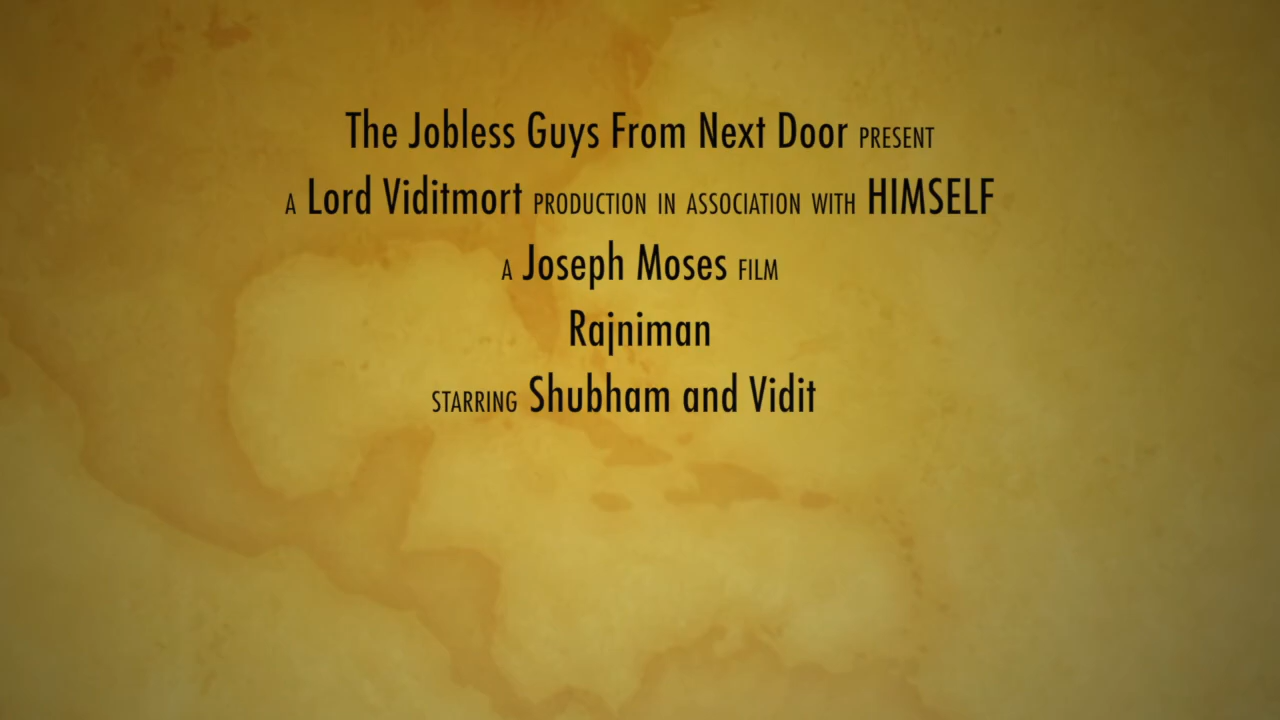 The Jobless Guys From Next Door PRESENT
A Lord Viditmort PRODUCTION IN ASSOCIATION WITH HIMSELF
A Joseph Moses FILM
Rajniman
STARRING Shubham and Vidit